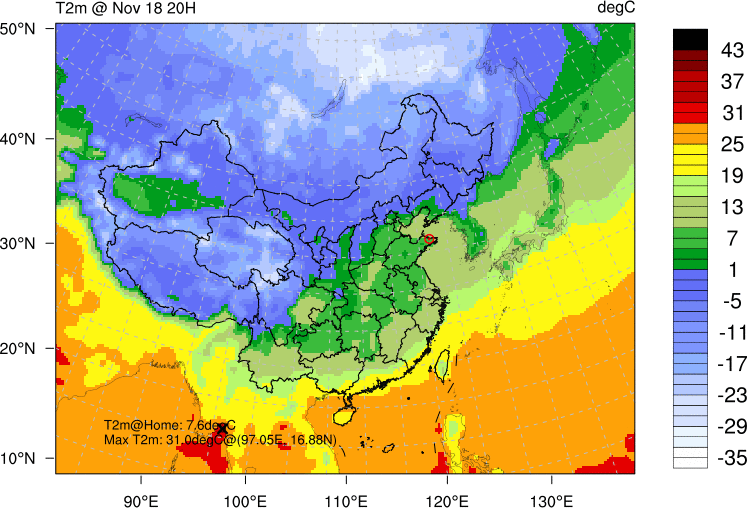 T2m @ Nov 18 20H
degC
50°N
40°N
30°N
20°N
10°N
T2m@Home: 7.6degC
Max T2m: 31.0degC@(97.05E, 16.88N)
90°E
100°E
110°E
120°E
130°E
43
37
31
25
19
13
7
1
-5
-11
-17
-23
-29
-35